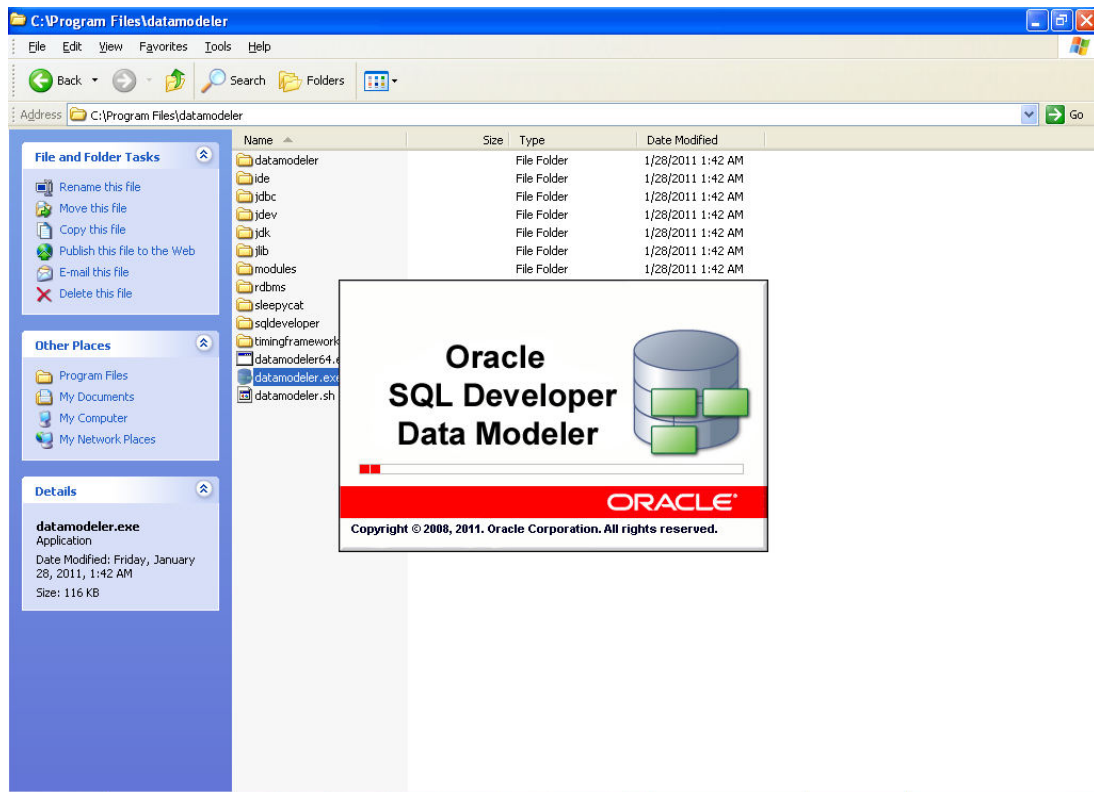 C:\Program Files\datamodeler
File Edit View Favorites Tools Help
Back Search Folders
Address C:\Program Files\datamodeler Go
Name Size Type Date Modified
File and Folder Tasks
Rename this file
Move this file
Copy this file
Publish this file to the Web
E-mail this file
Delete this file
Other Places
Program Files
My Documents
My Computer
My Network Places
Details
datamodeler.exe
Application
Date Modified: Friday, January
28, 2011, 1:42 AM
Size: 116 KB
datamodeler File Folder 1/28/2011 1:42 AM
ide File Folder 1/28/2011 1:42 AM
jdbc File Folder 1/28/2011 1:42 AM
jdev File Folder 1/28/2011 1:42 AM
jdk File Folder 1/28/2011 1:42 AM
jlib File Folder 1/28/2011 1:42 AM
modules File Folder 1/28/2011 1:42 AM
rdbms
sleepycat
sqldeveloper
timingframework
datamodeler64.e
datamodeler.exe
datamodeler.sh
Oracle
SQL Developer
Data Modeler
ORACLE
Copyright © 2008, 2011. Oracle Corporation. All rights reserved.